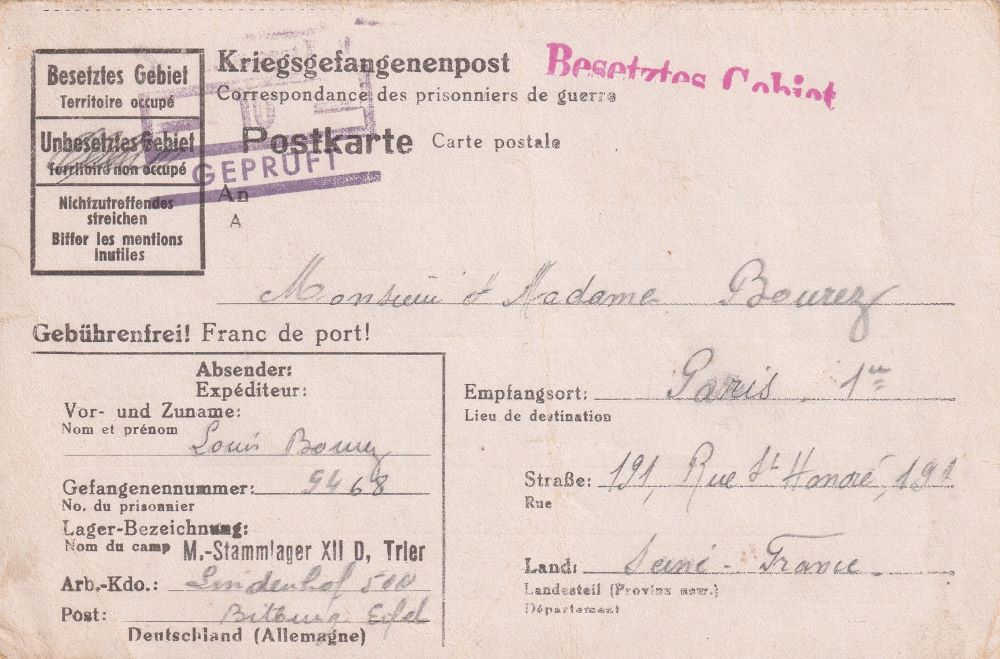 Besetztes Gebiet
Territoire occupé
Unbesetztes Gebiet
Territoire non occupé
Nichtzutreffendes
streichen
Biffer les mentions
inutiles
Kriegsgefangenenpost
Correspondance des prisonniers de guerre
Besetztes Gebiet
Postkarte Carte postale
10
GEPRÜFT
An
A
Monsieur et Madame Bourez
Gebührenfrei! Franc de port!
Absender:
Expéditeur:
Vor- und Zuname:
Nom et prénom
Louis Bourez
Gefangenennummer: 9468
No. du prisonnier
Lager-Bezeichnung:
Nom du camp M.-Stammlager XII D, Trier
Arb.-Kdo.: Lindenhof 500
Post: Bitburg Eifel
Deutschland (Allemagne)
Empfangsort: Paris 1er
Lieu de destination
Straße: 191, Rue St Honoré, 191
Rue
Land: Seine - France
Landesteil (Provinz usw.)
Département